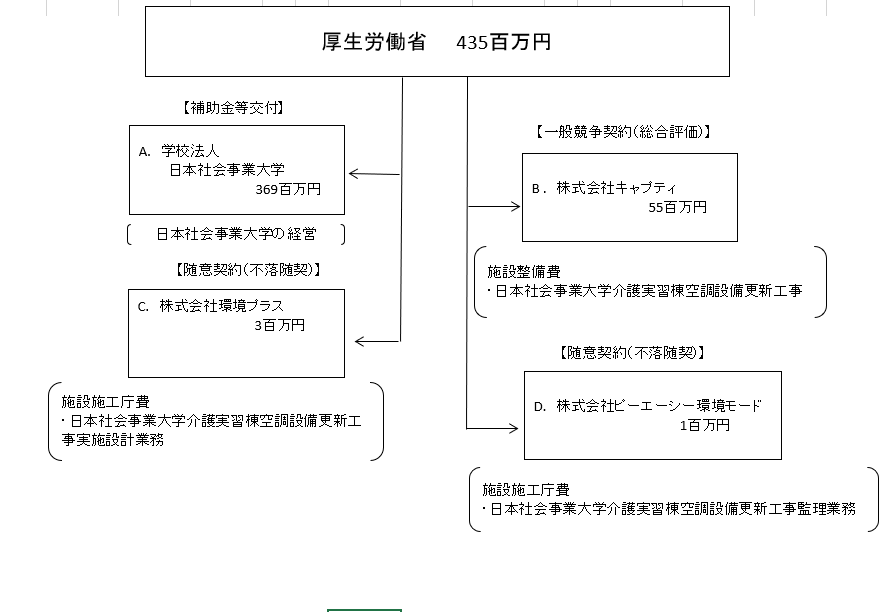 厚生労働省　435百万円
【補助金等交付】
A. 学校法人
日本社会事業大学
369百万円
日本社会事業大学の経営
【随意契約(不落随契)】
C. 株式会社環境プラス
3百万円
施設施工庁費
・日本社会事業大学介護実習棟空調設備更新工
事実施設計業務
【一般競争契約(総合評価)】
B. 株式会社キャプティ
55百万円
施設整備費
・日本社会事業大学介護実習棟空調設備更新工事
【随意契約(不落随契)】
D. 株式会社ピーエーシー環境モード
1百万円
施設施工庁費
・日本社会事業大学介護実習棟空調設備更新工事監理業務